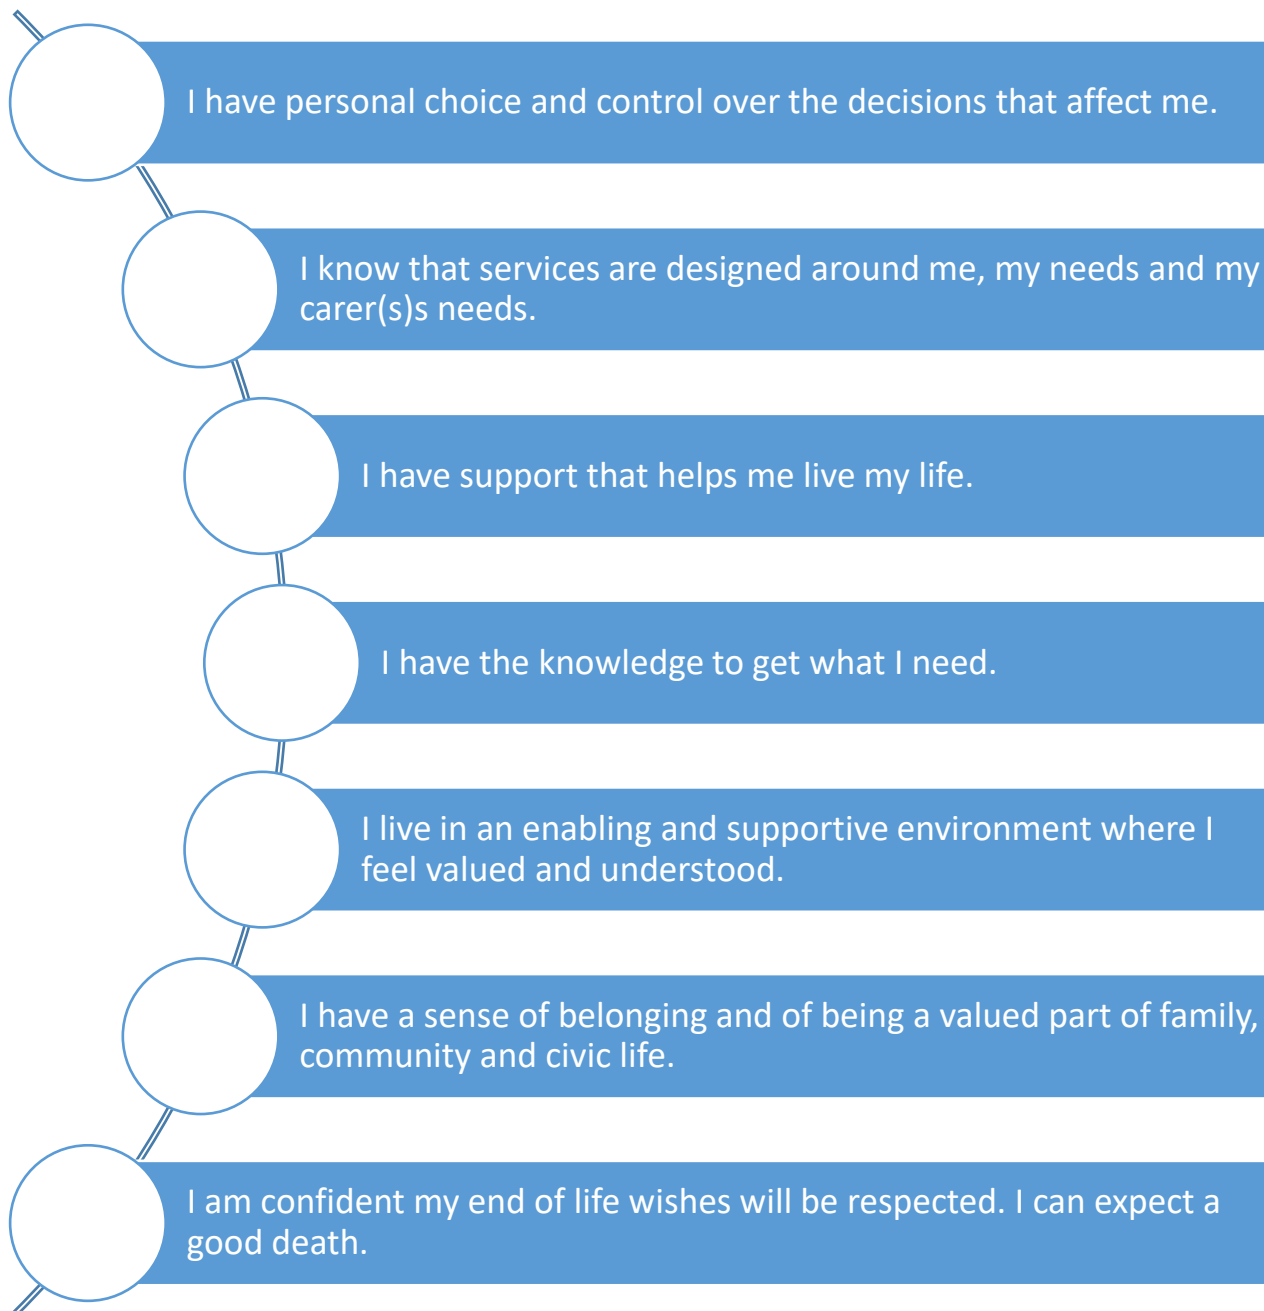 I have personal choice and control over the decisions that affect me.
I know that services are designed around me, my needs and my
carer(s)s needs.
I have support that helps me live my life.
I have the knowledge to get what I need.
I live in an enabling and supportive environment where I
feel valued and understood.
I have a sense of belonging and of being a valued part of family,
community and civic life.
I am confident my end of life wishes will be respected. I can expect a
good death.